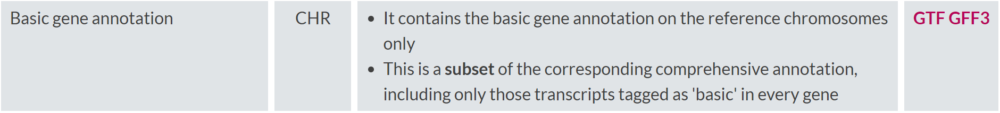 Basic gene annotation
CHR
• It contains the basic gene annotation on the reference chromosomes
only
• This is a subset of the corresponding comprehensive annotation,
including only those transcripts tagged as 'basic' in every gene
GTF GFF3